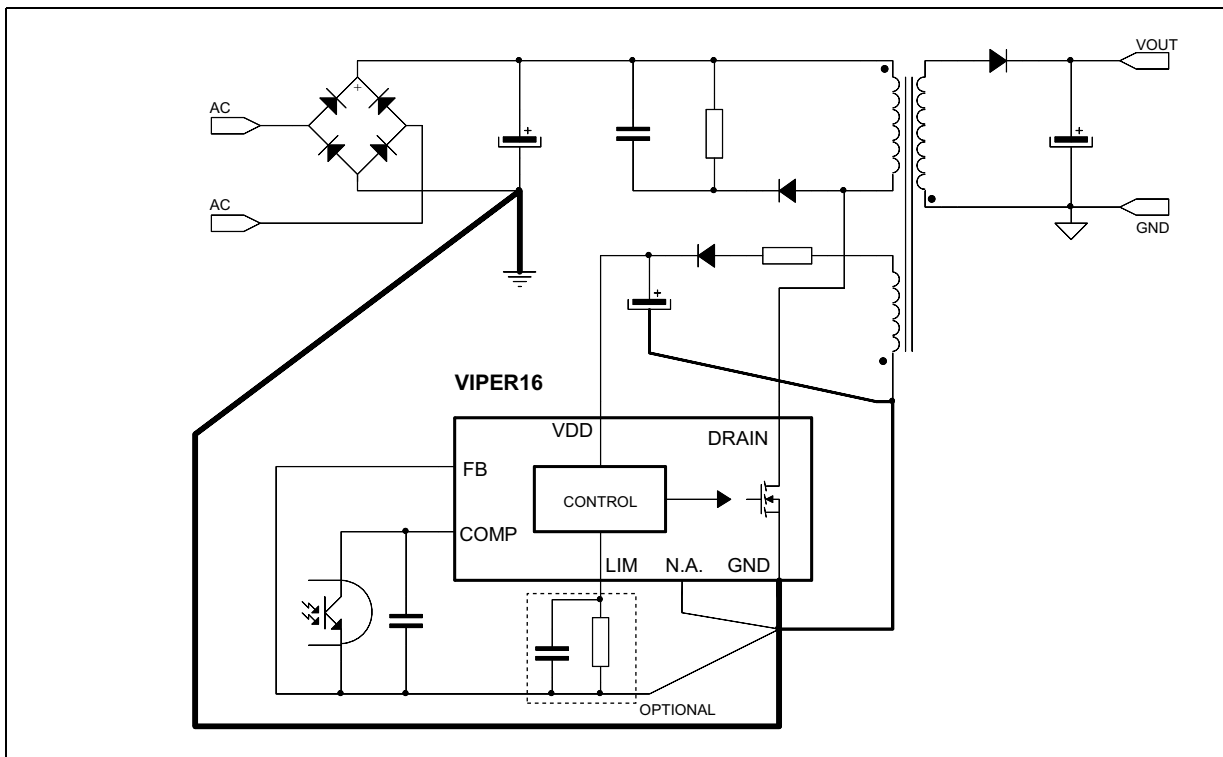 VOUT
AC
+
+
+
AC
GND
+
VIPER16
VDD
DRAIN
FB
CONTROL
COMP
LIM
N.A.
GND
OPTIONAL